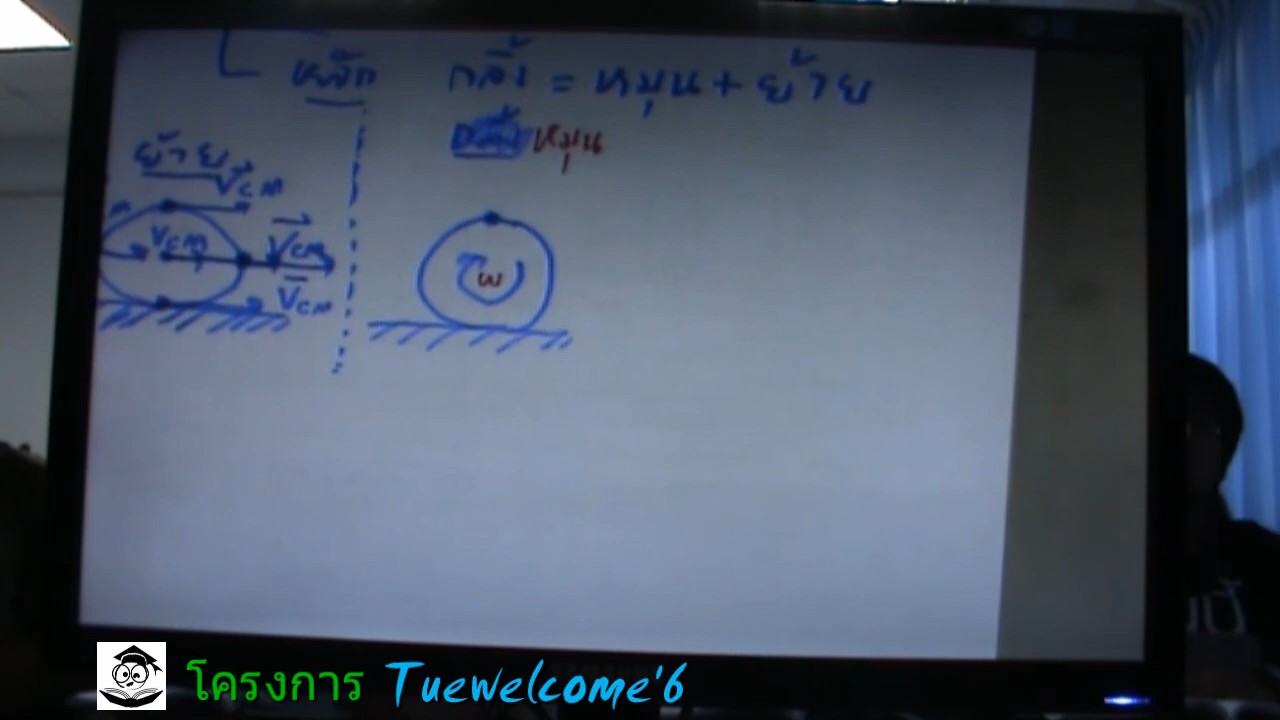 หลัก
กลิ้ง = หมุน + ย้าย
หมุน
ย้าย
Vcm
Vcm
Vcm
Vcm
ω
โครงการ Tuewelcome'6